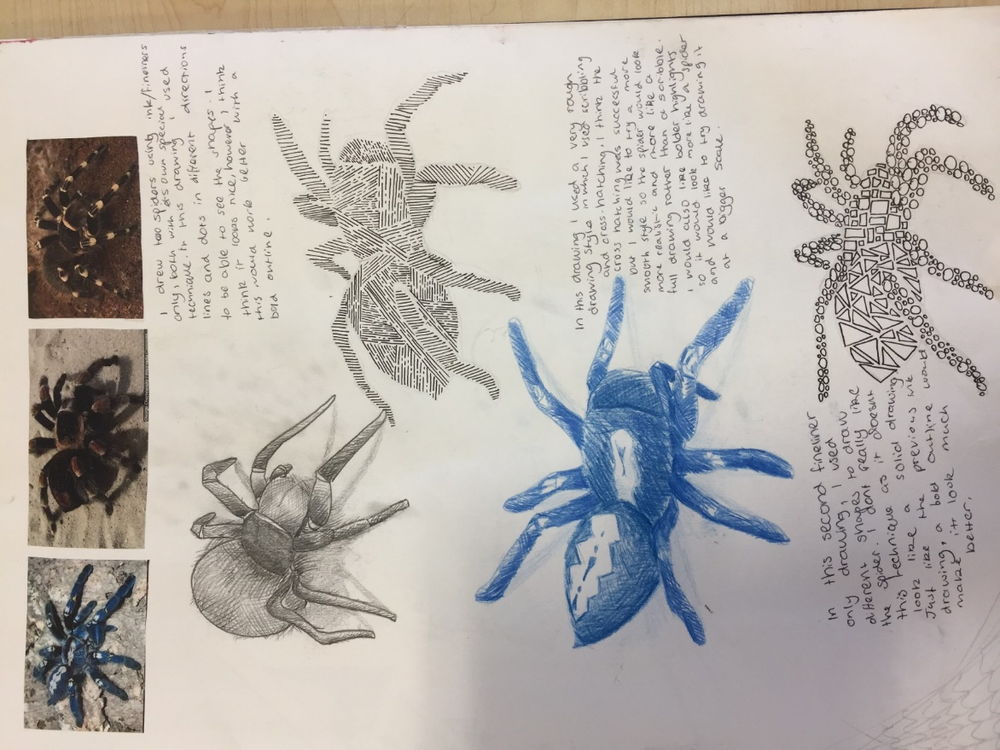 I drew two spiders using ink/fineliners
only, both with it's own special
technique. In this drawing I used
lines and dots in different directions
to be able to see the shapes. I
think it looks nice, however, I think
this would work better with a
bold outline.
In this drawing I used a very rough
drawing style in which I used scribbling
and cross hatching, I think the
cross hatching was successful
but I would like to try a more
smooth style so the spider would look
more realistic and more like a
full drawing rather than a scribble.
I would also like bolder highlights
so it would look more like a spider
and would like to try drawing it
at a bigger scale.
In this second fineliner
only drawing, I used
different shapes to draw
the spider. I dont really like
this technique as it doesnt
look like a solid drawing,
Just like the previous ink
drawing, a bold outline would
make it look much
better.